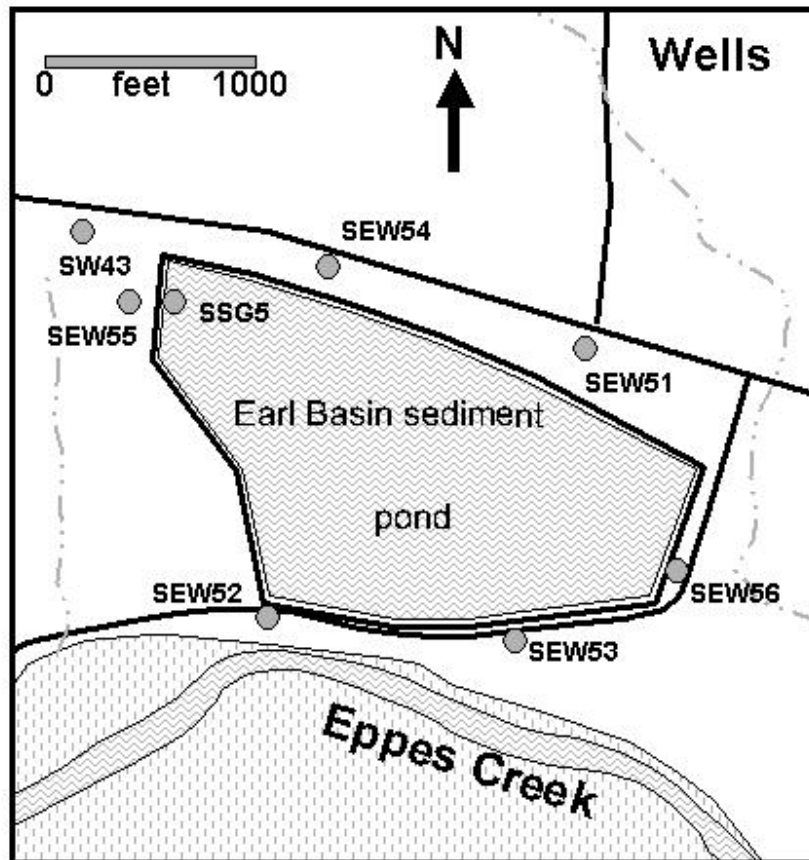 N
Wells
0 feet 1000
SEW54
SW43
SEW55
SSG5
SEW51
Earl Basin sediment
pond
SEW52
SEW56
SEW53
Eppes Creek